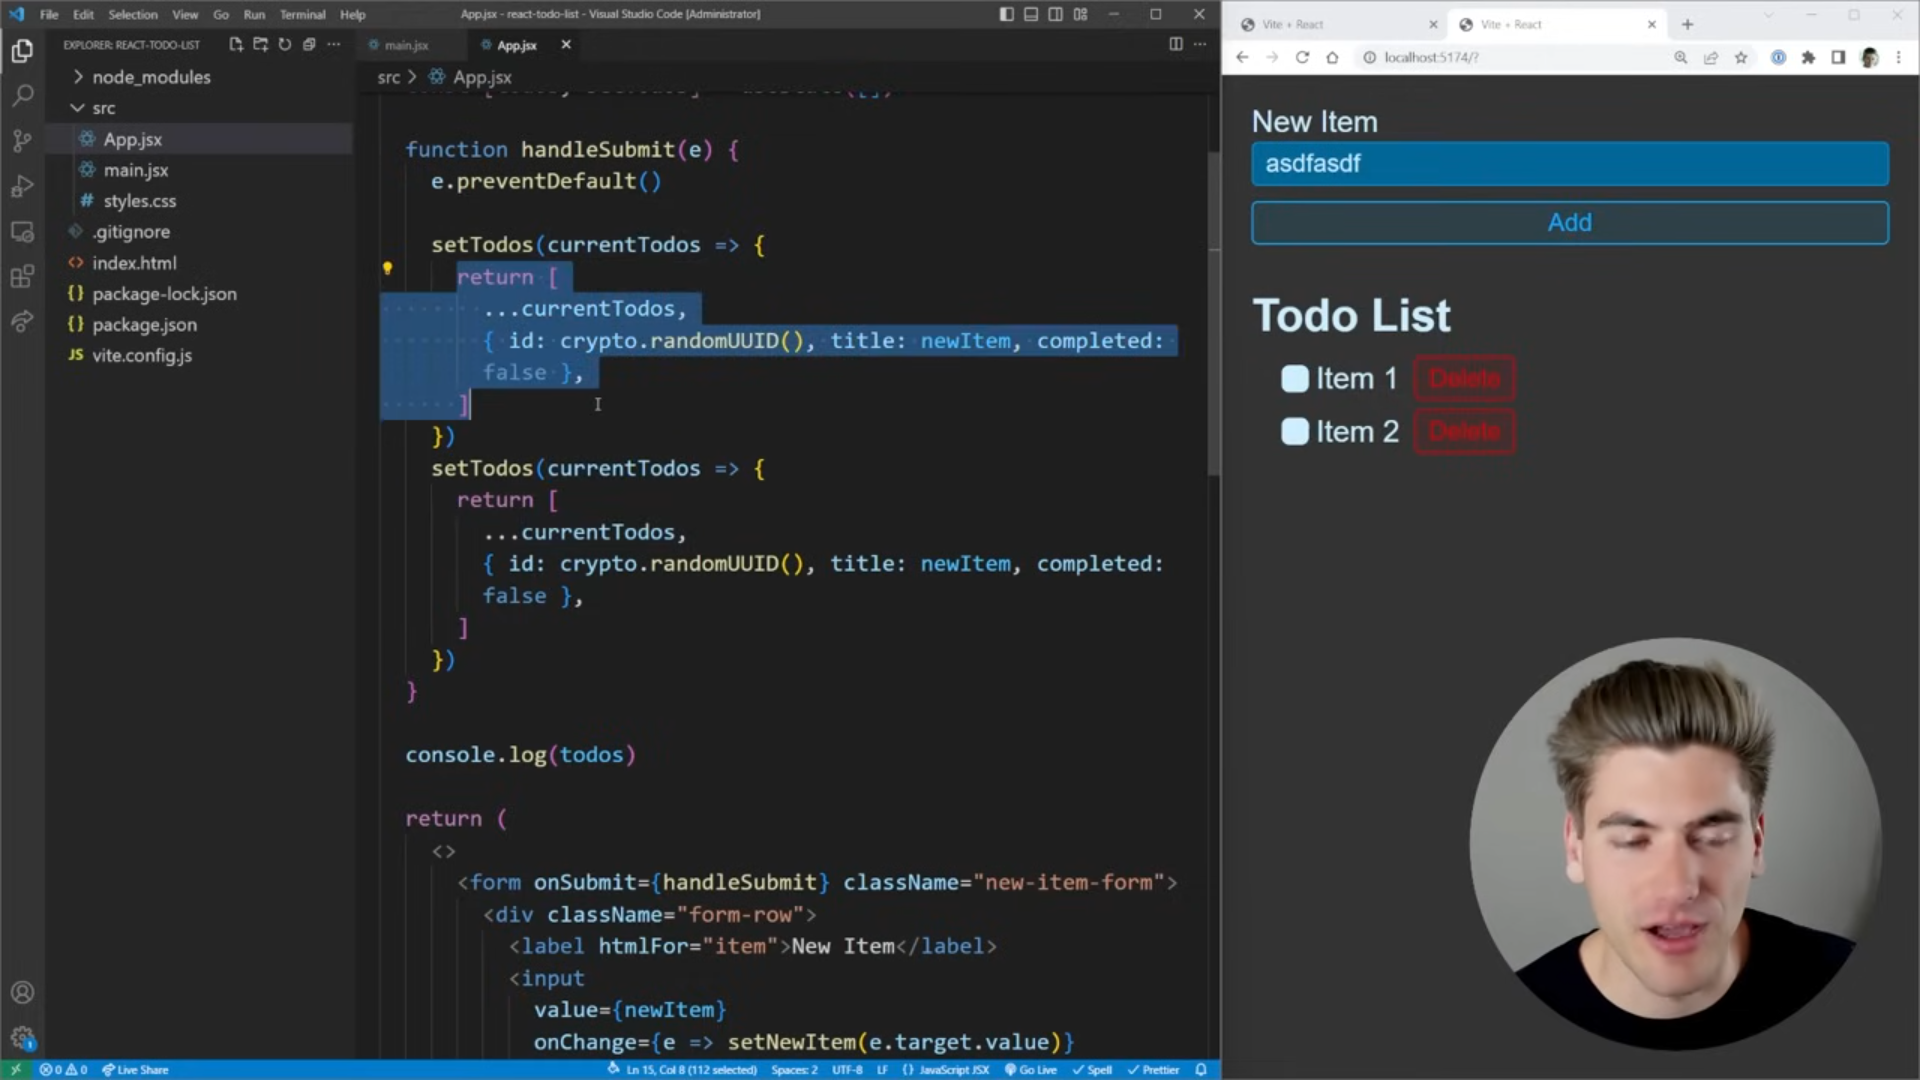 File Edit Selection View Go Run Terminal Help
App.jsx - react-todo-list - Visual Studio Code [Administrator]
EXPLORER: REACT-TODO-LIST
node_modules
src
App.jsx
main.jsx
styles.css
.gitignore
index.html
package-lock.json
package.json
JS vite.config.js
main.jsx
App.jsx
src > App.jsx
function handleSubmit(e) {
e.preventDefault()
setTodos(currentTodos => {
return [
...currentTodos,
{ id: crypto.randomUUID(), title: newItem, completed:
false },
]
})
setTodos(currentTodos => {
return [
...currentTodos,
{ id: crypto.randomUUID(), title: newItem, completed:
false },
]
})
}
console.log(todos)
return (
<>
<form onSubmit={handleSubmit} className="new-item-form">
<div className="form-row">
<label htmlFor="item">New Item</label>
<input
value={newItem}
onChange={e => setNewItem(e.target.value)}
0 0 Live Share
Ln 15, Col 8 (112 selected) Spaces: 2 UTF-8 LF {} JavaScript JSX Go Live Spell Prettier
Vite + React
Vite + React
localhost:5174/?
New Item
asdfasdf
Add
Todo List
Item 1 Delete
Item 2 Delete